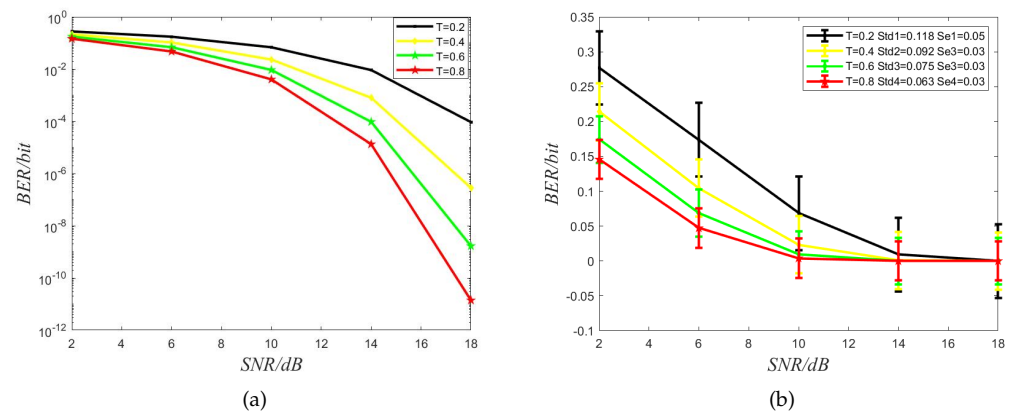 10^0
10^-2
10^-4
10^-6
10^-8
10^-10
10^-12
BER/bit
2 4 6 8 10 12 14 16 18
SNR/dB
T=0.2
T=0.4
T=0.6
T=0.8
(a)
0.35
0.3
0.25
0.2
0.15
0.1
0.05
0
-0.05
-0.1
BER/bit
2 4 6 8 10 12 14 16 18
SNR/dB
T=0.2 Std1=0.118 Se1=0.05
T=0.4 Std2=0.092 Se3=0.03
T=0.6 Std3=0.075 Se3=0.03
T=0.8 Std4=0.063 Se4=0.03
(b)